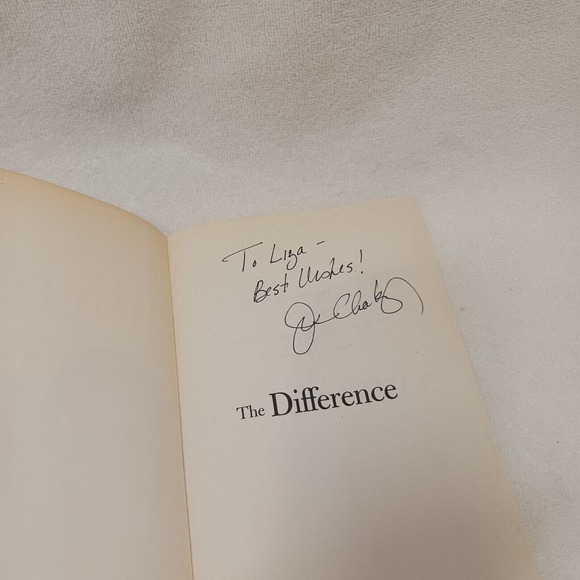 To Liza -
Best Wishes!
The Difference